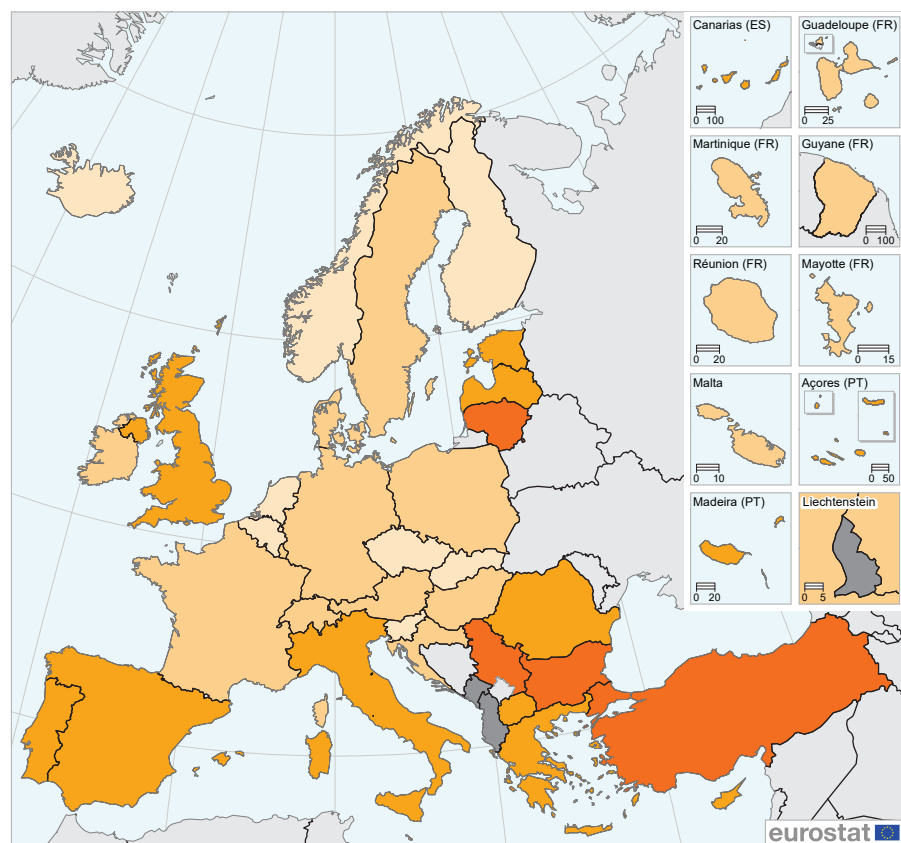 Canarias (ES)
0 100
Guadeloupe (FR)
0 25
Martinique (FR)
0 20
Guyane (FR)
0 100
Réunion (FR)
0 20
Mayotte (FR)
0 15
Malta
0 10
Açores (PT)
0 50
Madeira (PT)
0 20
Liechtenstein
0 5
eurostat